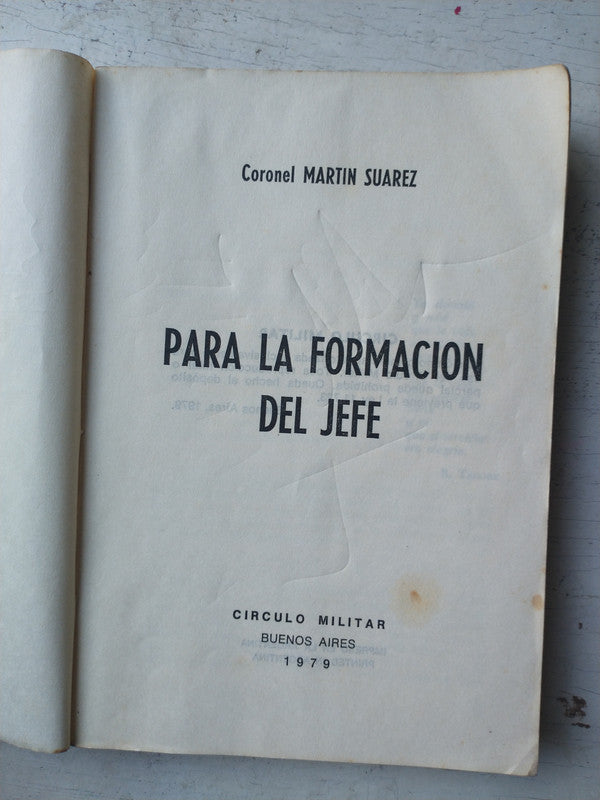 Coronel MARTIN SUAREZ
PARA LA FORMACION
DEL JEFE
CIRCULO MILITAR
BUENOS AIRES
1979